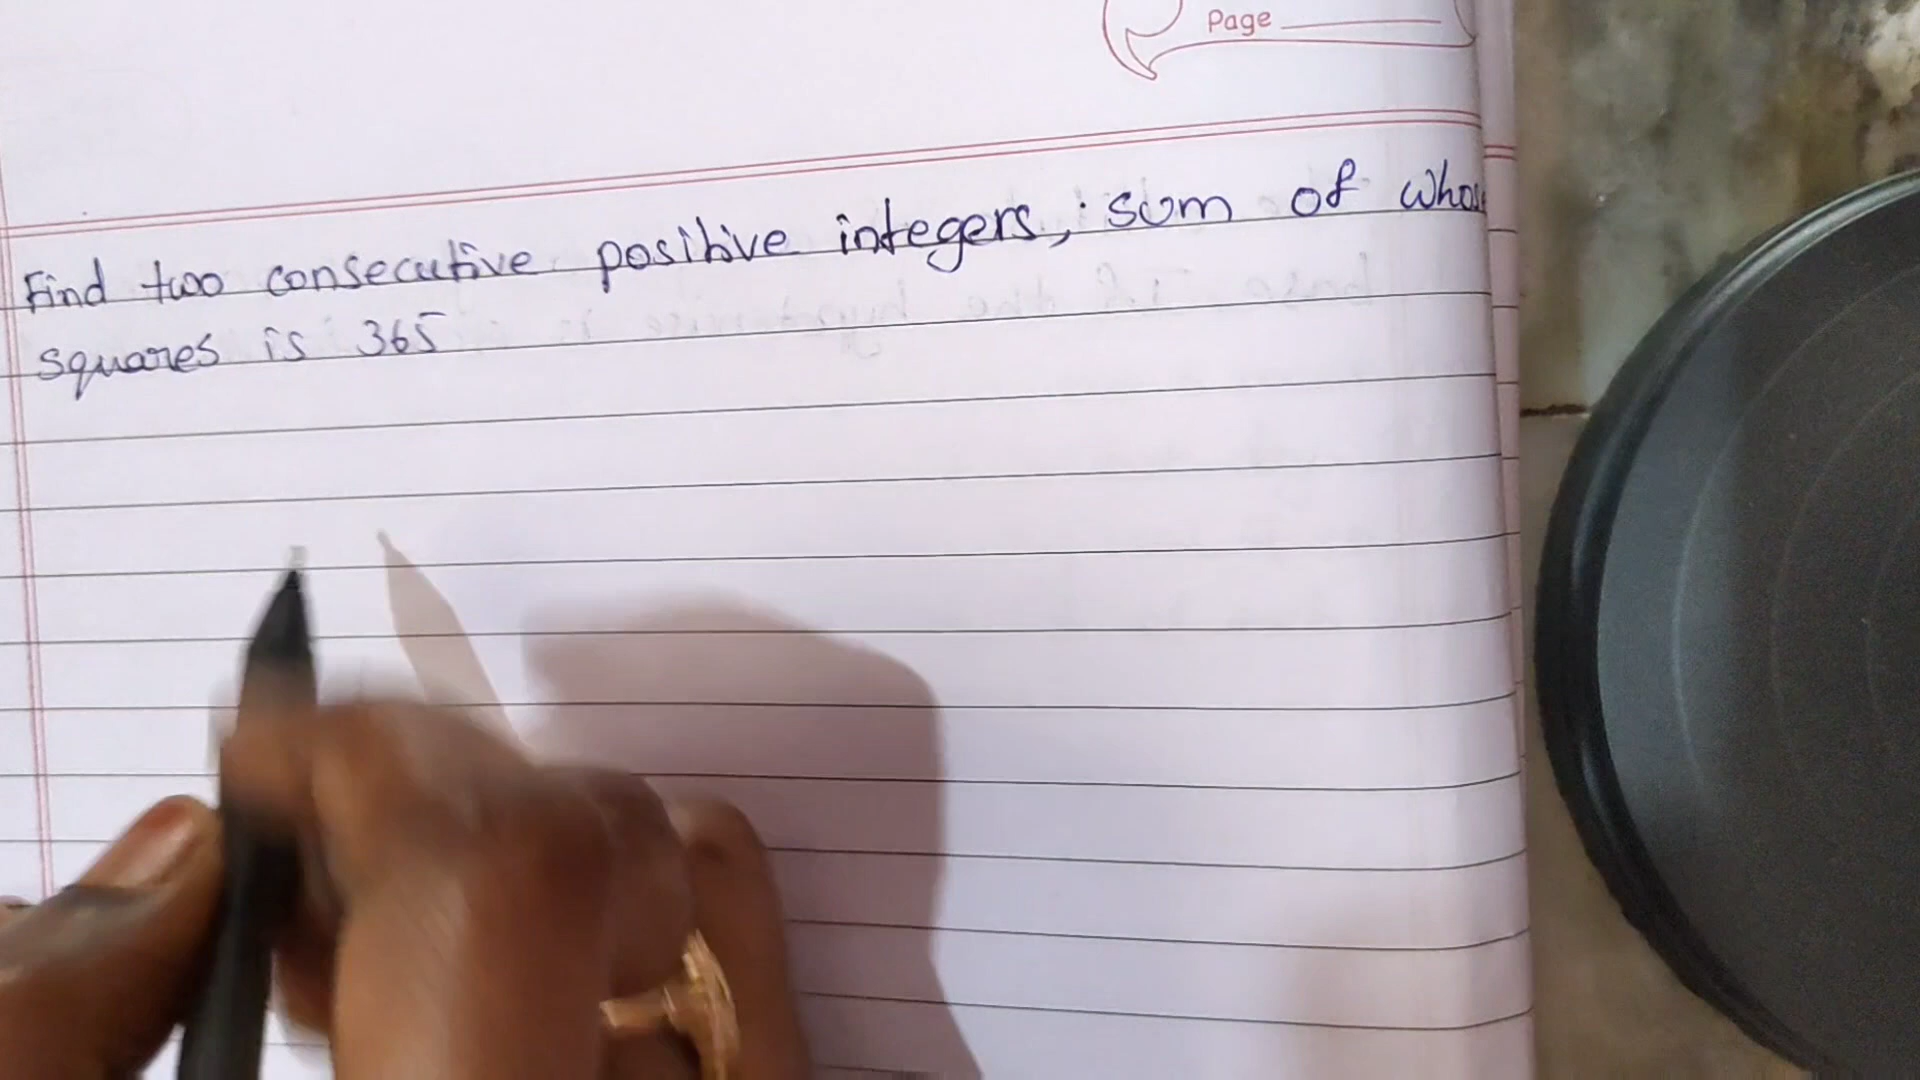 Page
Find two consecutive positive integers, sum of whose
squares is 365